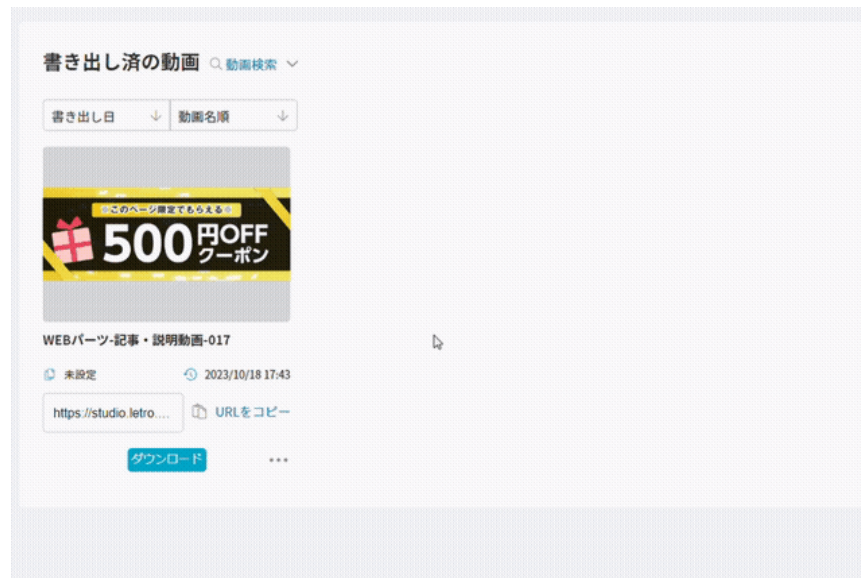 書き出し済の動画 動画検索
書き出し日 動画名順
このページ限定でもらえる
500円OFF
クーポン
WEBパーツ-記事・説明動画-017
未設定 2023/10/18 17:43
https://studio.letro.... URLをコピー
ダウンロード ...